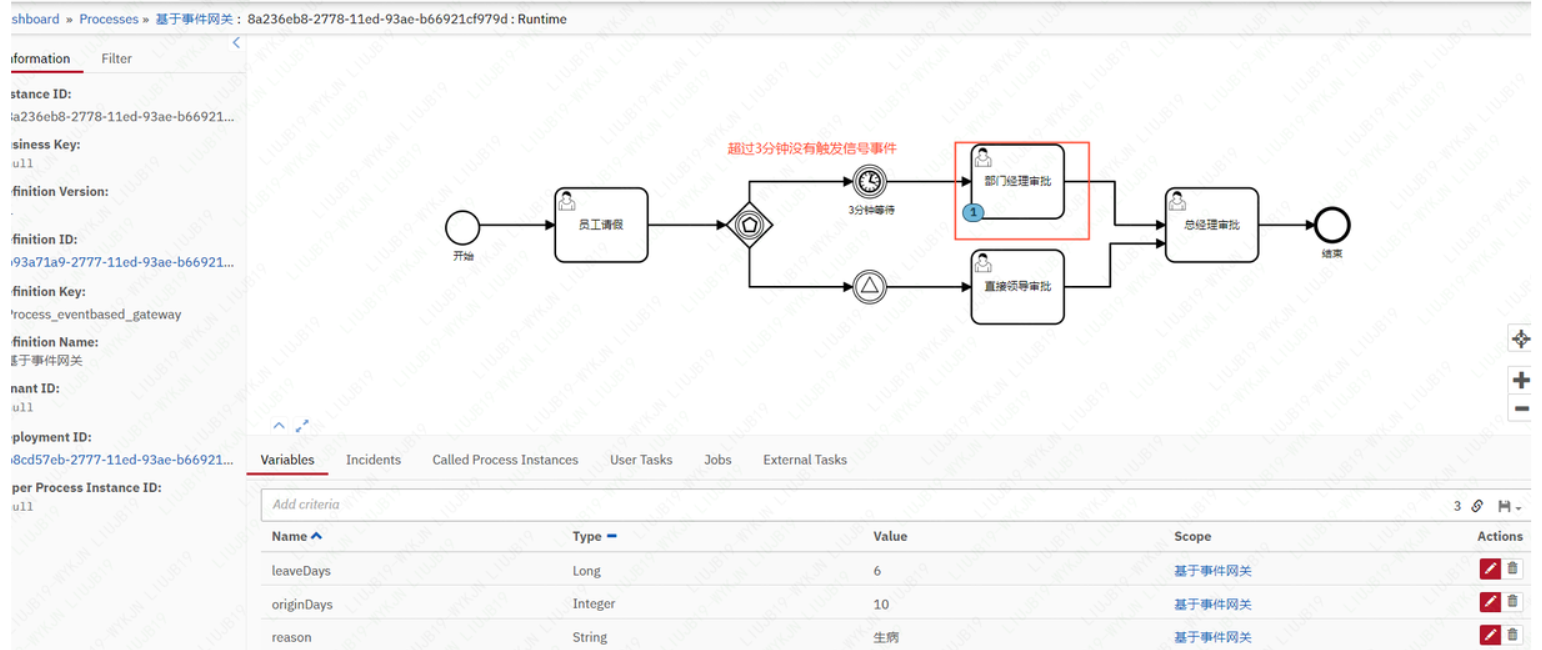 shboard » Processes » 基于事件网关 : 8a236eb8-2778-11ed-93ae-b66921cf979d : Runtime
formation Filter
stance ID:
8a236eb8-2778-11ed-93ae-b66921...
siness Key:
ull
finition Version:
finition ID:
93a71a9-2777-11ed-93ae-b66921...
finition Key:
Process_eventbased_gateway
finition Name:
基于事件网关
nant ID:
ull
ployment ID:
8cd57eb-2777-11ed-93ae-b66921...
per Process Instance ID:
ull
超过3分钟没有触发信号事件
开始
员工请假
3分钟等待
部门经理审批
1
直接领导审批
总经理审批
结束
Variables Incidents Called Process Instances User Tasks Jobs External Tasks
Add criteria 3
Name Type Value Scope Actions
leaveDays Long 6 基于事件网关
originDays Integer 10 基于事件网关
reason String 生病 基于事件网关